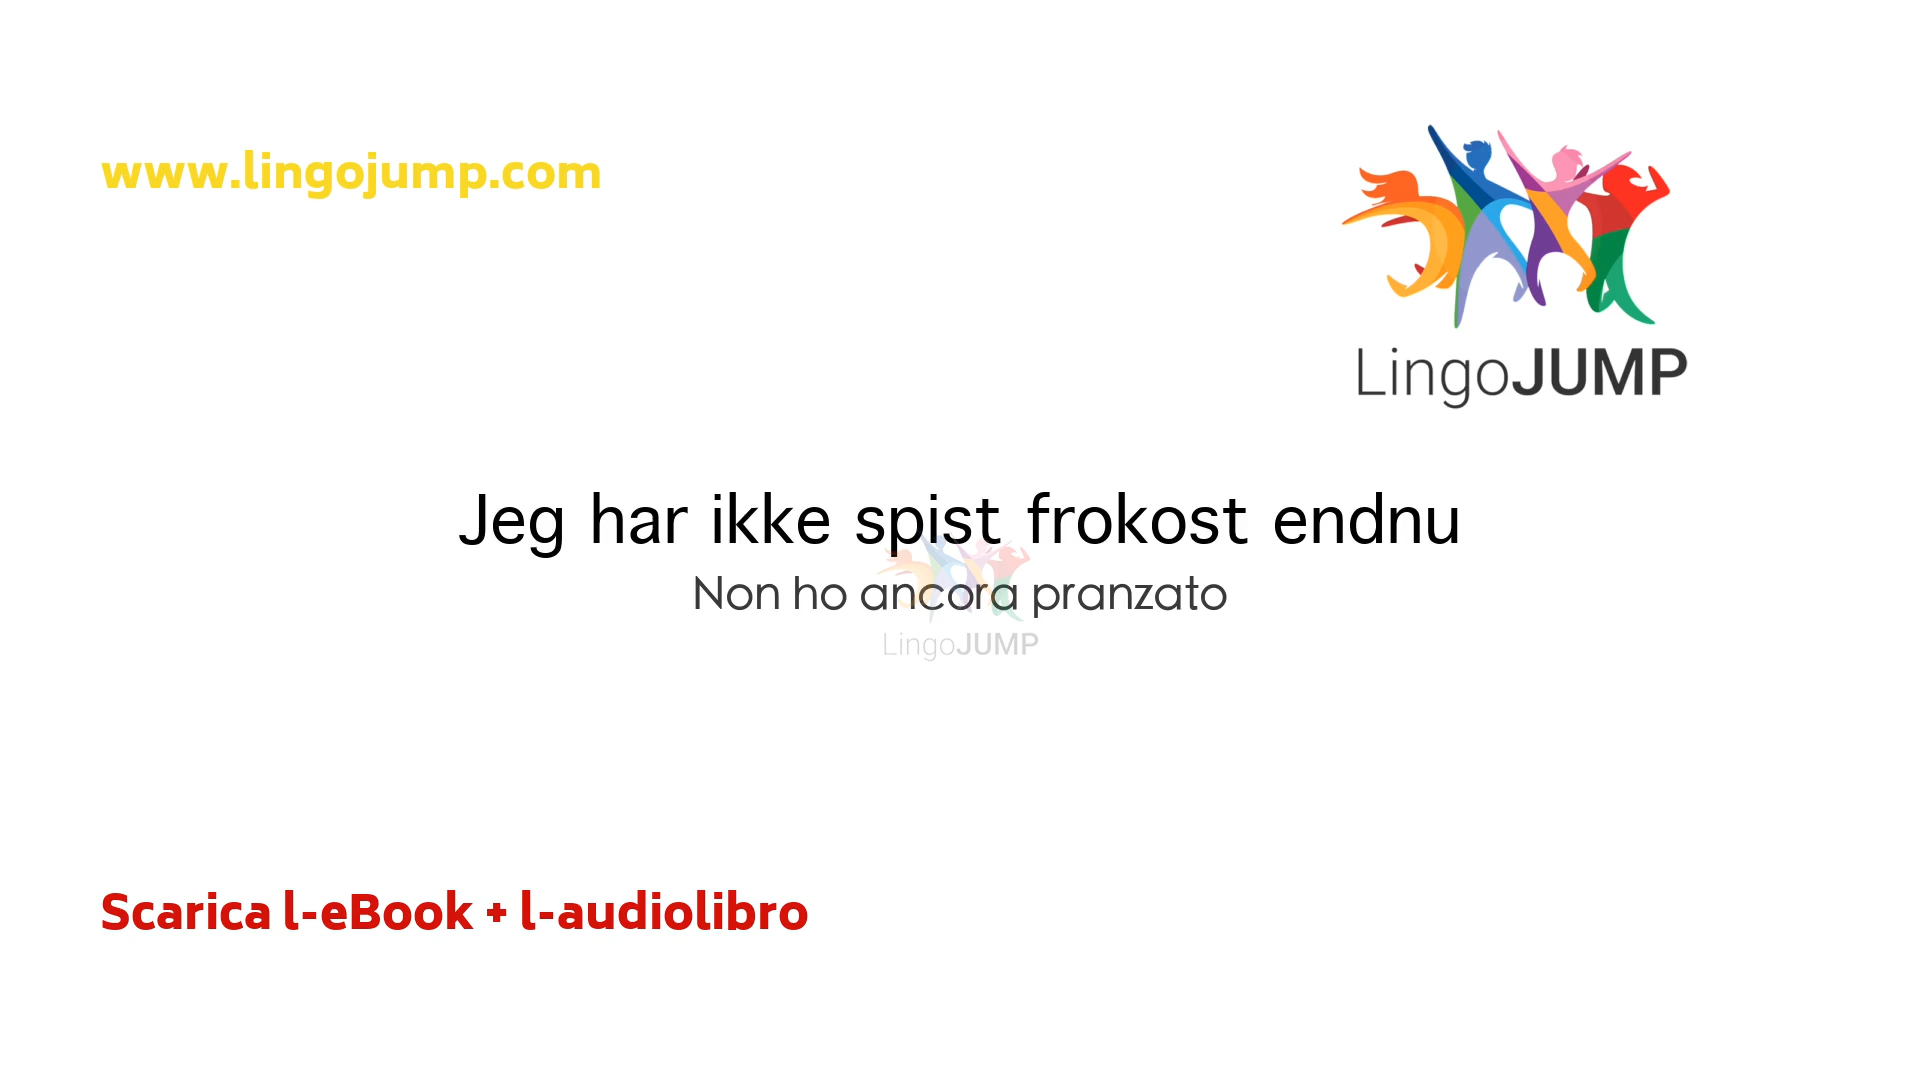 www.lingojump.com
LingoJUMP
Jeg har ikke spist frokost endnu
Non ho ancora pranzato
LingoJUMP
Scarica l-eBook + l-audiolibro